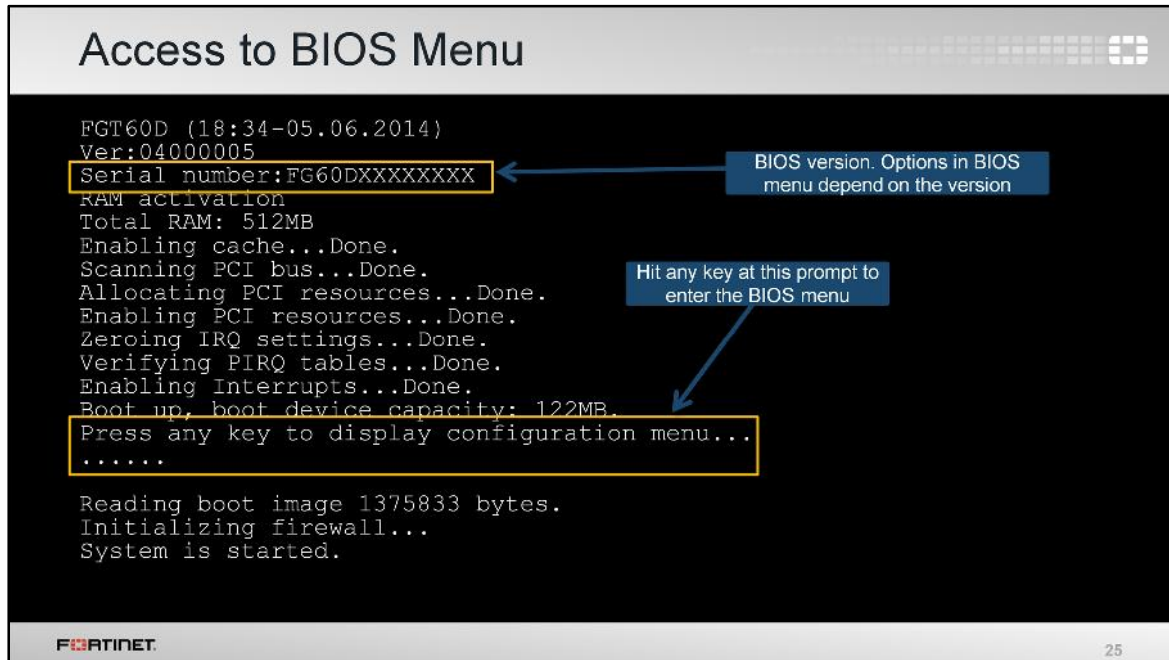 Access to BIOS Menu
FGT60D (18:34-05.06.2014)
Ver:04000005
Serial number:FG60DXXXXXXXX
BIOS version. Options in BIOS
menu depend on the version
RAM activation
Total RAM: 512MB
Enabling cache...Done.
Scanning PCI bus...Done.
Hit any key at this prompt to
enter the BIOS menu
Allocating PCI resources...Done.
Enabling PCI resources...Done.
Zeroing IRQ settings...Done.
Verifying PIRQ tables...Done.
Enabling Interrupts...Done.
Boot up, boot device capacity: 122MB.
Press any key to display configuration menu...
......
Reading boot image 1375833 bytes.
Initializing firewall...
System is started.
FORTINET.
25